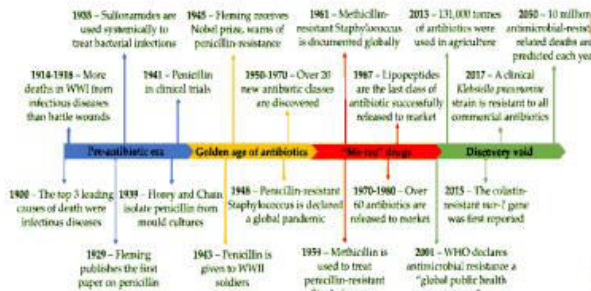 1935 – Sulfonamides are
used systemically to
treat bacterial infections
1945 – Fleming receives
Nobel prize, warns of
penicillin-resistance
1961 – Methicillin-
resistant Staphylococcus
is documented globally
2013 – 131,000 tonnes
of antibiotics were
used in agriculture
2050 – 10 million
antimicrobial-resist
related deaths are
predicted each year
1914-1918 – More
deaths in WWI from
infectious diseases
than battle wounds
1941 – Penicillin
in clinical trials
1950-1970 – Over 20
new antibiotic classes
are discovered
1987 – Lipopeptides
are the last class of
antibiotic successfully
released to market
2017 – A clinical
Klebsiella pneumoniae
strain is resistant to all
commercial antibiotics
Pre-antibiotic era
Golden age of antibiotics
"Me-too" drugs
Discovery void
1900 – The top 3 leading
causes of death were
infectious diseases
1939 – Florey and Chain
isolate penicillin from
mould cultures
1948 – Penicillin-resistant
Staphylococcus is declared
a global pandemic
1970-1980 – Over
60 antibiotics are
released to market
2015 – The colistin-
resistant gene
was first reported
1929 – Fleming
publishes the first
paper on penicillin
1943 – Penicillin is
given to WWII
soldiers
1959 – Methicillin is
used to treat
penicillin-resistant
2001 – WHO declares
antimicrobial resistance a
"global public health